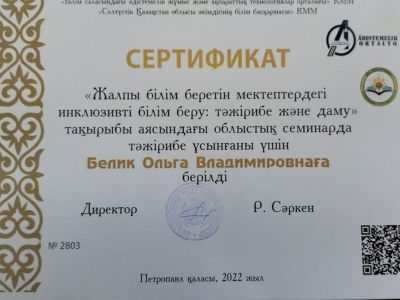 «Білім саласындағы әдістемелік жұмыс және ақпараттық технологиялар орталығы» КММ
«Солтүстік Қазақстан облысы әкімдігінің білім басқармасы» КММ
ÁDISTEMELIK
ORTALYQ
СЕРТИФИКАТ
«Жалпы білім беретін мектептердегі
инклюзивті білім беру: тәжірибе және даму»
тақырыбы аясындағы облыстық семинарда
тәжірибе ұсынғаны үшін
Белик Ольга Владимировнаға
берілді
Директор Р. Сәркен
№ 2803
Петропавл қаласы, 2022 жыл